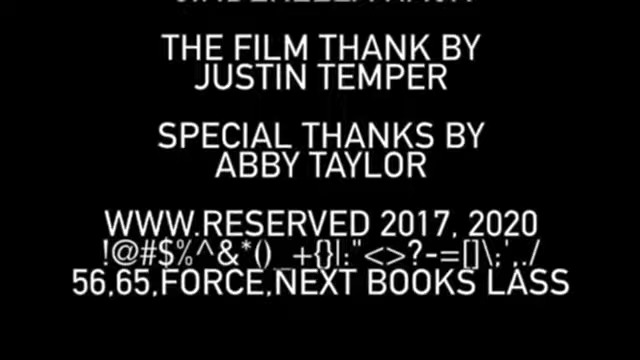 THE FILM THANK BY
JUSTIN TEMPER
SPECIAL THANKS BY
ABBY TAYLOR
WWW.RESERVED 2017, 2020
!@#$%^&*()_+{}|:"<>?-=[]\;',./
56,65,FORCE,NEXT BOOKS LASS